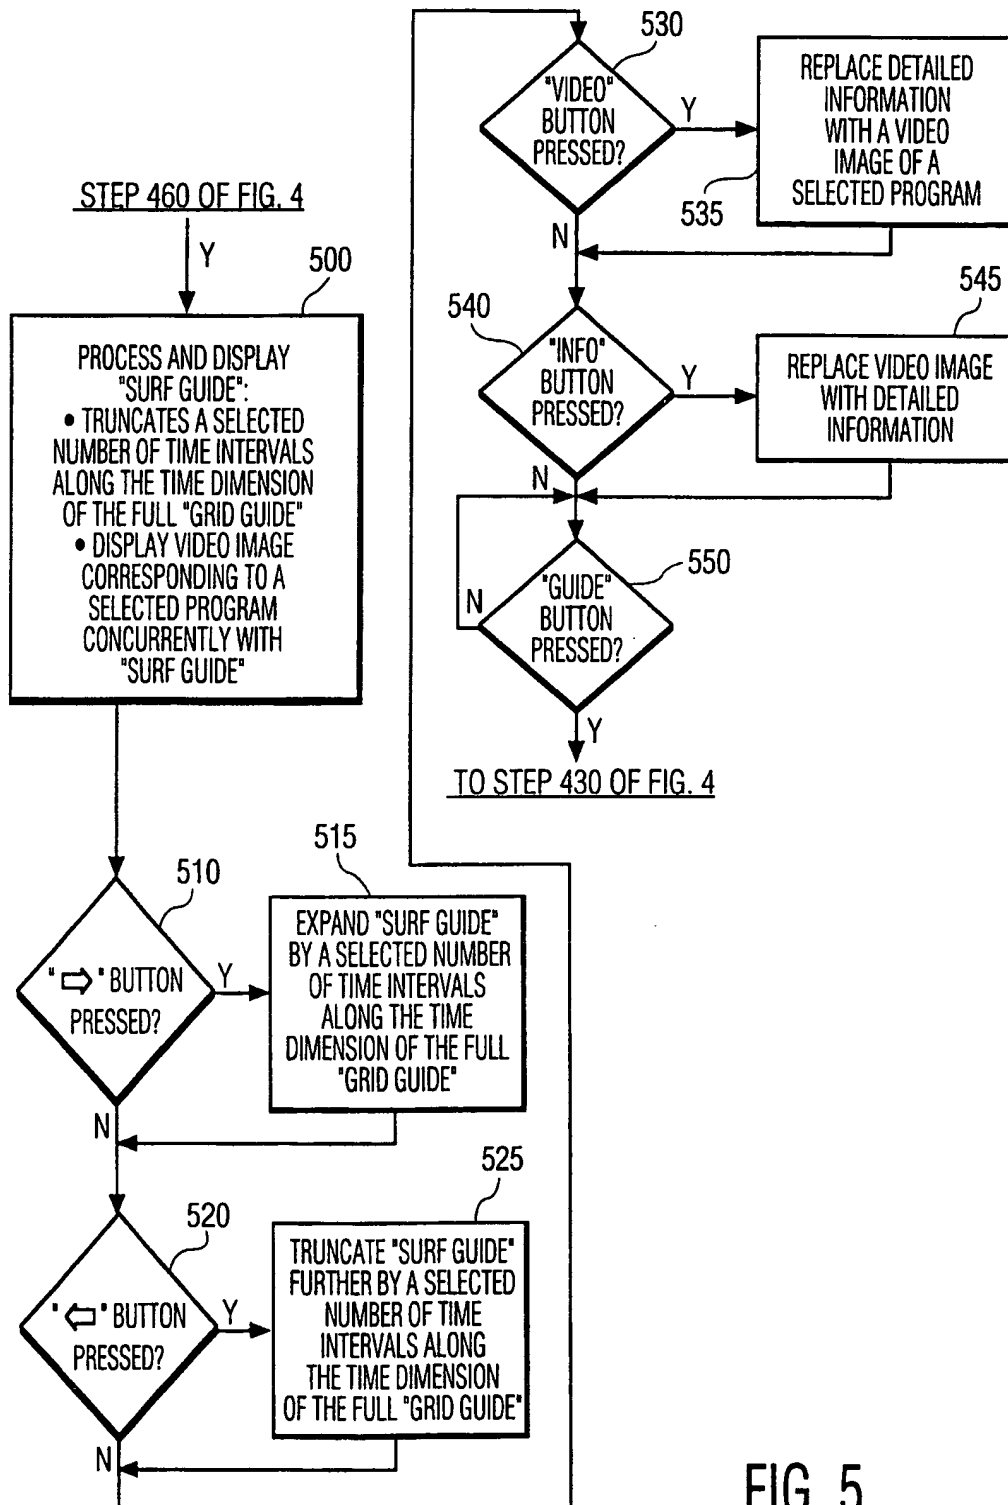 STEP 460 OF FIG. 4
Y
500
PROCESS AND DISPLAY
"SURF GUIDE":
• TRUNCATES A SELECTED
NUMBER OF TIME INTERVALS
ALONG THE TIME DIMENSION
OF THE FULL "GRID GUIDE"
• DISPLAY VIDEO IMAGE
CORRESPONDING TO A
SELECTED PROGRAM
CONCURRENTLY WITH
"SURF GUIDE"
510
"⇨" BUTTON
PRESSED?
Y
N
515
EXPAND "SURF GUIDE"
BY A SELECTED NUMBER
OF TIME INTERVALS
ALONG THE TIME
DIMENSION OF THE FULL
"GRID GUIDE"
520
"⇦" BUTTON
PRESSED?
Y
N
525
TRUNCATE "SURF GUIDE"
FURTHER BY A SELECTED
NUMBER OF TIME
INTERVALS ALONG
THE TIME DIMENSION
OF THE FULL "GRID GUIDE"
530
"VIDEO"
BUTTON
PRESSED?
Y
N
535
REPLACE DETAILED
INFORMATION
WITH A VIDEO
IMAGE OF A
SELECTED PROGRAM
540
"INFO"
BUTTON
PRESSED?
Y
N
545
REPLACE VIDEO IMAGE
WITH DETAILED
INFORMATION
550
"GUIDE"
BUTTON
PRESSED?
N
Y
TO STEP 430 OF FIG. 4
FIG. 5